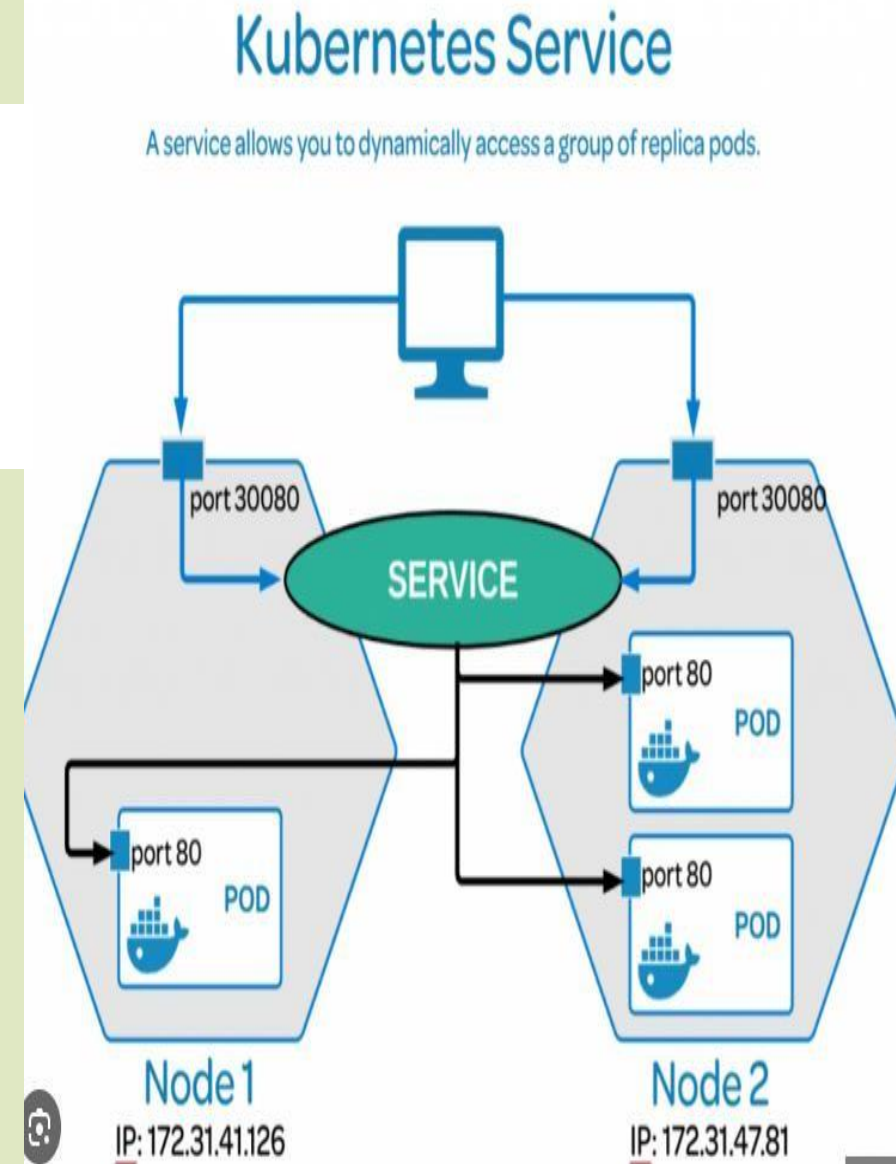 Kubernetes Service
A service allows you to dynamically access a group of replica pods.
port 30080
port 30080
SERVICE
port 80
POD
port 80
POD
port 80
POD
Node 1
IP: 172.31.41.126
Node 2
IP: 172.31.47.81